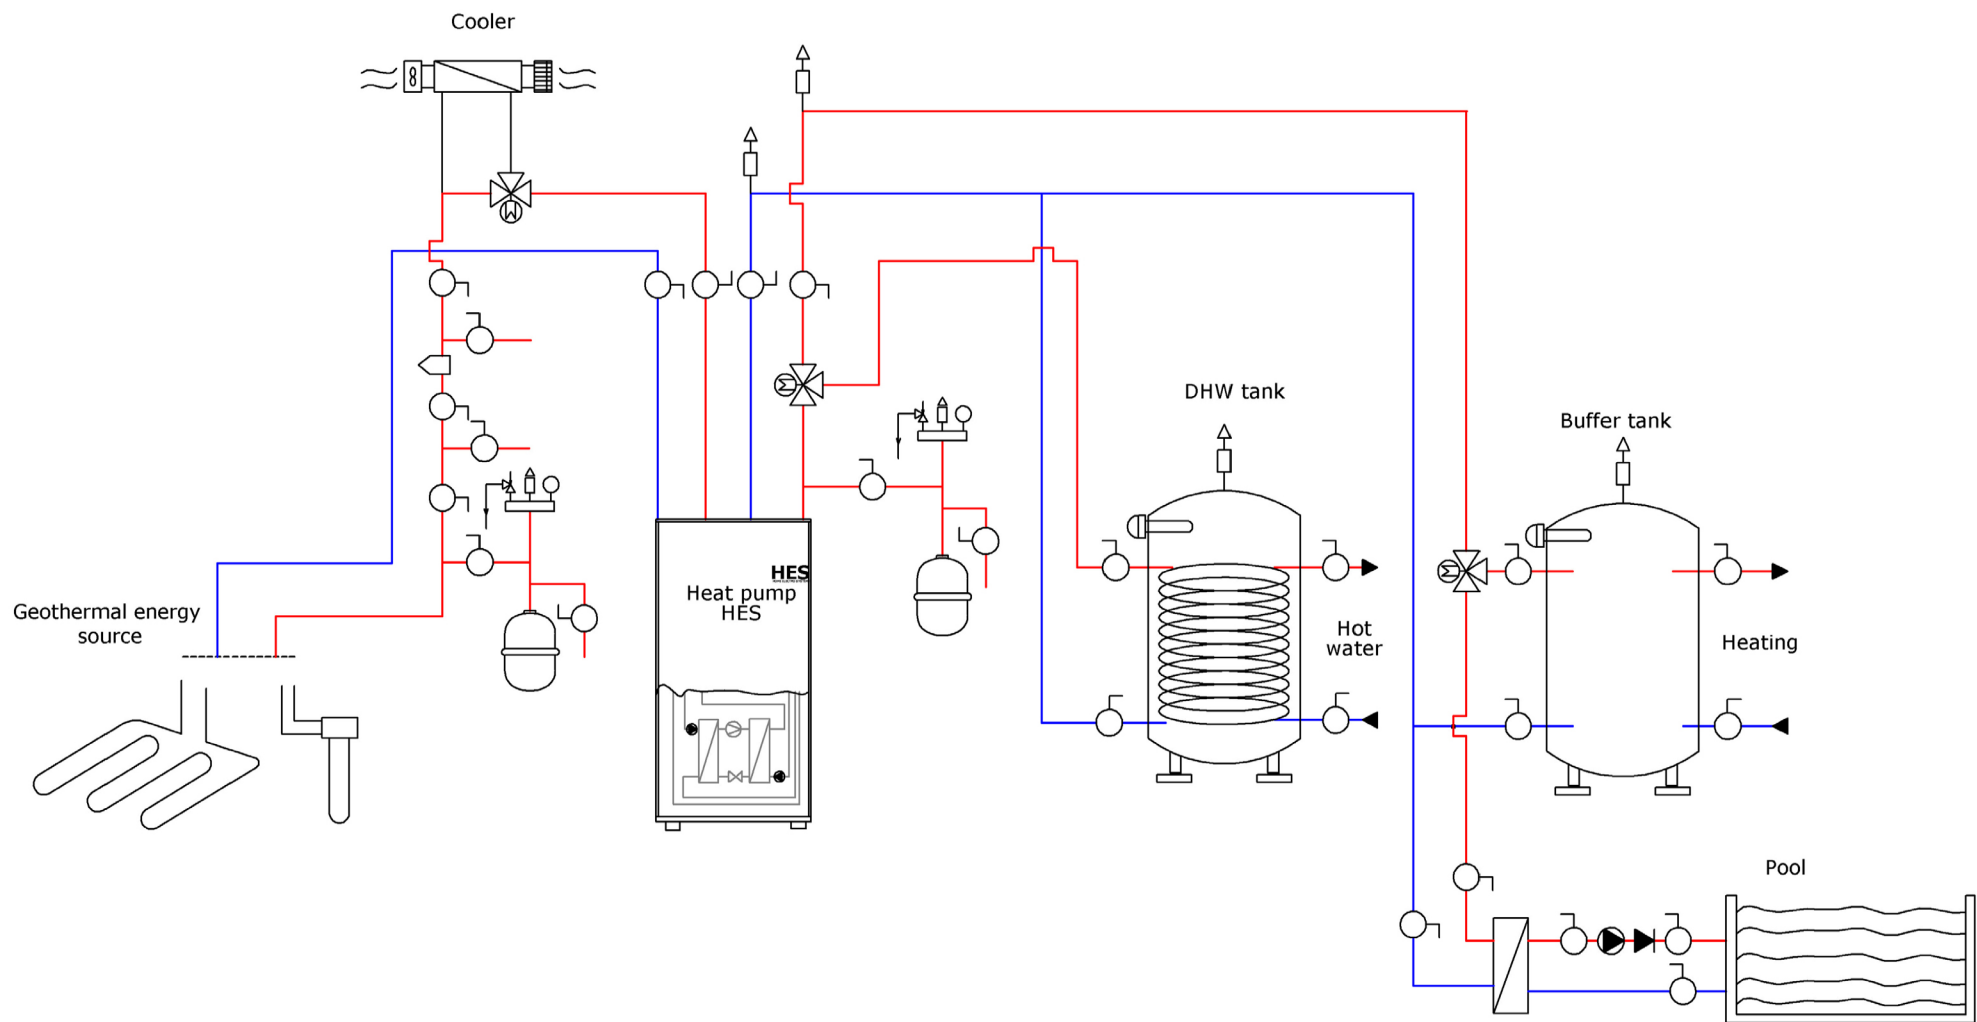 Cooler
DHW tank
Buffer tank
HES
Heat pump
HES
Geothermal energy
source
Hot
water
Heating
Pool